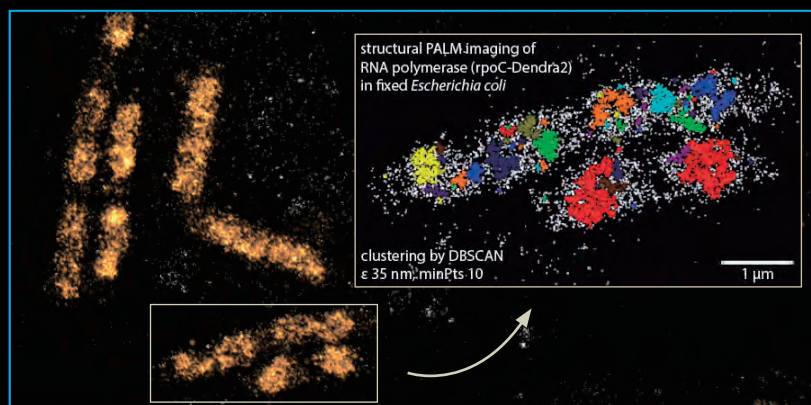 structural PALM imaging of
RNA polymerase (rpoC-Dendra2)
in fixed Escherichia coli
clustering by DBSCAN
ε 35 nm, minPts 10
1 µm